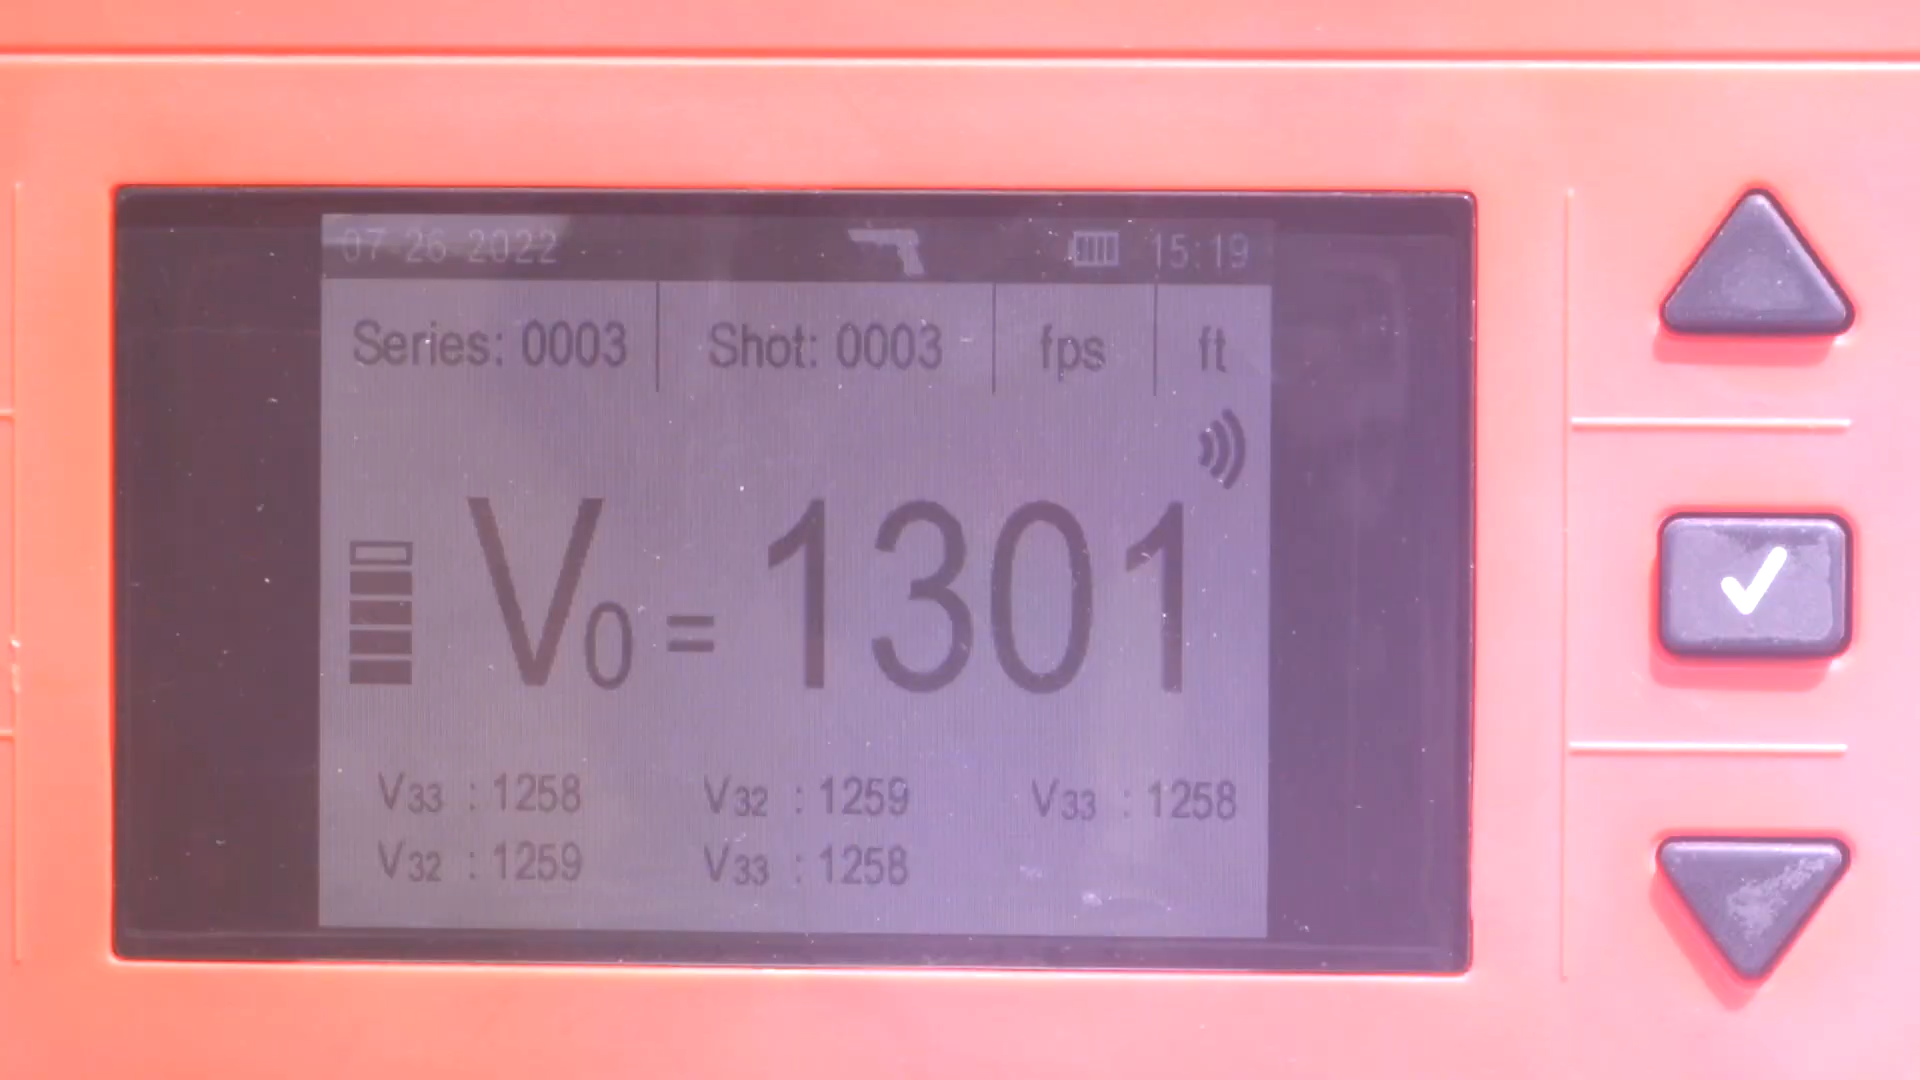 07 26 2022 15:19
Series: 0003 Shot: 0003 fps ft
V0 = 1301
V33 : 1258 V32 : 1259 V33 : 1258
V32 : 1259 V33 : 1258